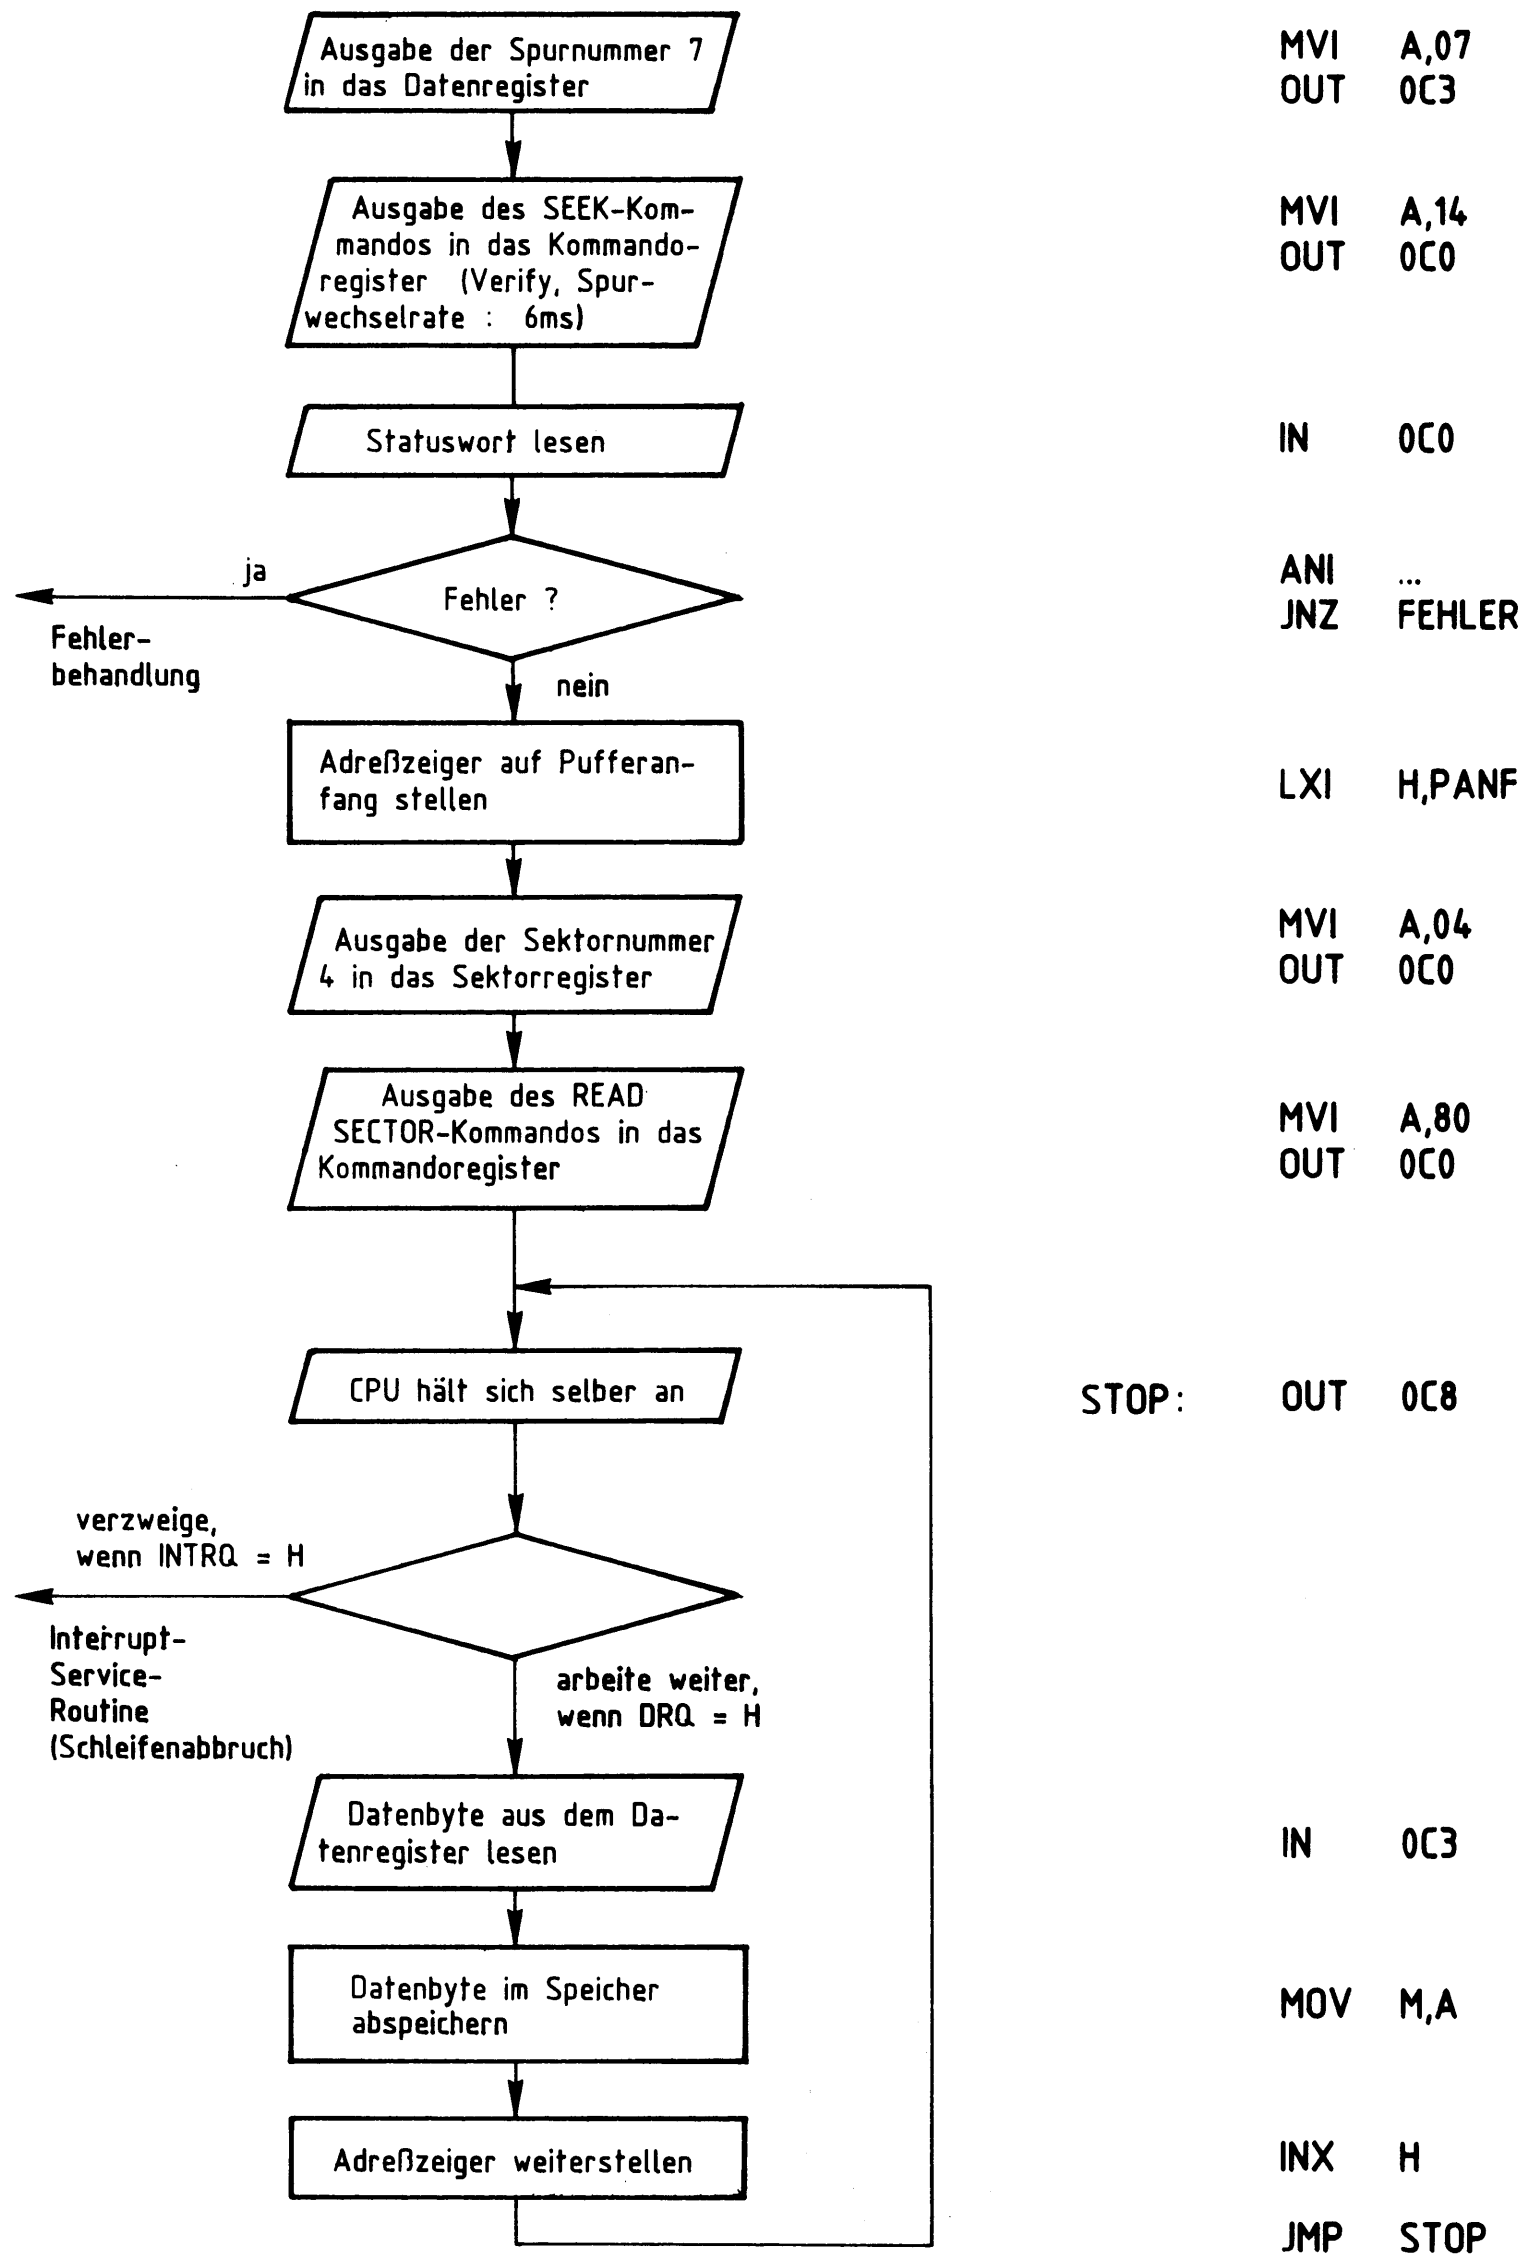 Ausgabe der Spurnummer 7
in das Datenregister
MVI A,07
OUT 0C3
Ausgabe des SEEK-Kom-
mandos in das Kommando-
register (Verify, Spur-
wechselrate : 6ms)
MVI A,14
OUT 0C0
Statuswort lesen
IN 0C0
ja
Fehler ?
Fehler-
behandlung
nein
ANI ...
JNZ FEHLER
Adreßzeiger auf Pufferan-
fang stellen
LXI H,PANF
Ausgabe der Sektornummer
4 in das Sektorregister
MVI A,04
OUT 0C0
Ausgabe des READ
SECTOR-Kommandos in das
Kommandoregister
MVI A,80
OUT 0C0
CPU hält sich selber an
STOP: OUT 0C8
verzweige,
wenn INTRQ = H
Interrupt-
Service-
Routine
(Schleifenabbruch)
arbeite weiter,
wenn DRQ = H
Datenbyte aus dem Da-
tenregister lesen
IN 0C3
Datenbyte im Speicher
abspeichern
MOV M,A
Adreßzeiger weiterstellen
INX H
JMP STOP